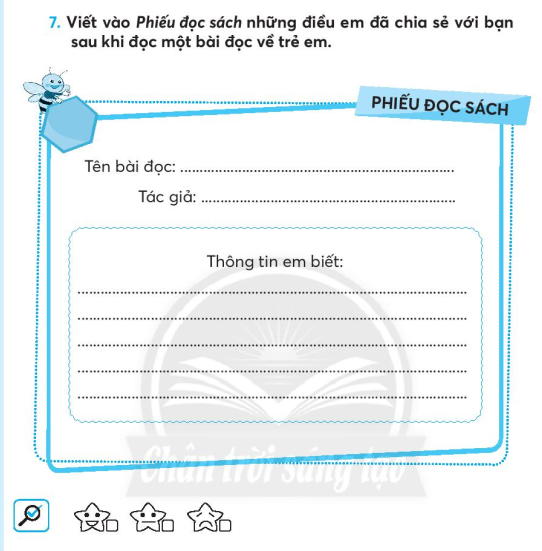 7. Viết vào Phiếu đọc sách những điều em đã chia sẻ với bạn
sau khi đọc một bài đọc về trẻ em.
PHIẾU ĐỌC SÁCH
Tên bài đọc: ......................................................................
Tác giả: .................................................................
Thông tin em biết:
....................................................................................................
....................................................................................................
....................................................................................................
....................................................................................................
....................................................................................................
Chân trời sáng tạo